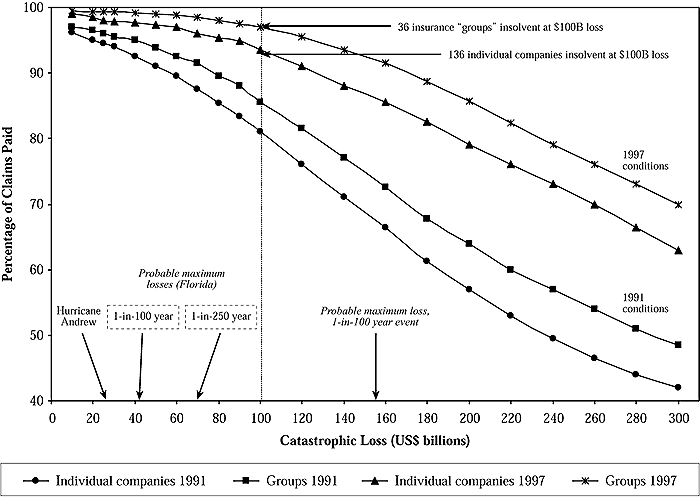 100
36 insurance “groups” insolvent at $100B loss
136 individual companies insolvent at $100B loss
90
80
1997
conditions
70
Percentage of Claims Paid
60
Probable maximum
losses (Florida)
1991
conditions
Hurricane
Andrew
1-in-100 year
1-in-250 year
Probable maximum loss,
1-in-100 year event
50
40
0 20 40 60 80 100 120 140 160 180 200 220 240 260 280 300
Catastrophic Loss (US$ billions)
Individual companies 1991 Groups 1991 Individual companies 1997 Groups 1997